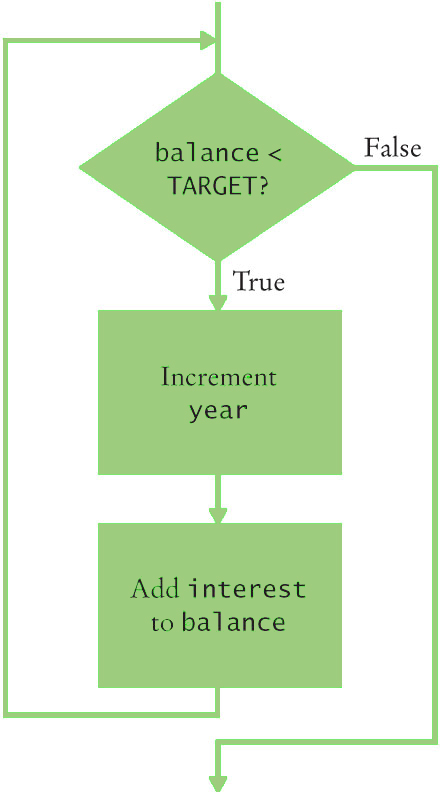 balance <
TARGET?
False
True
Increment
year
Add interest
to balance